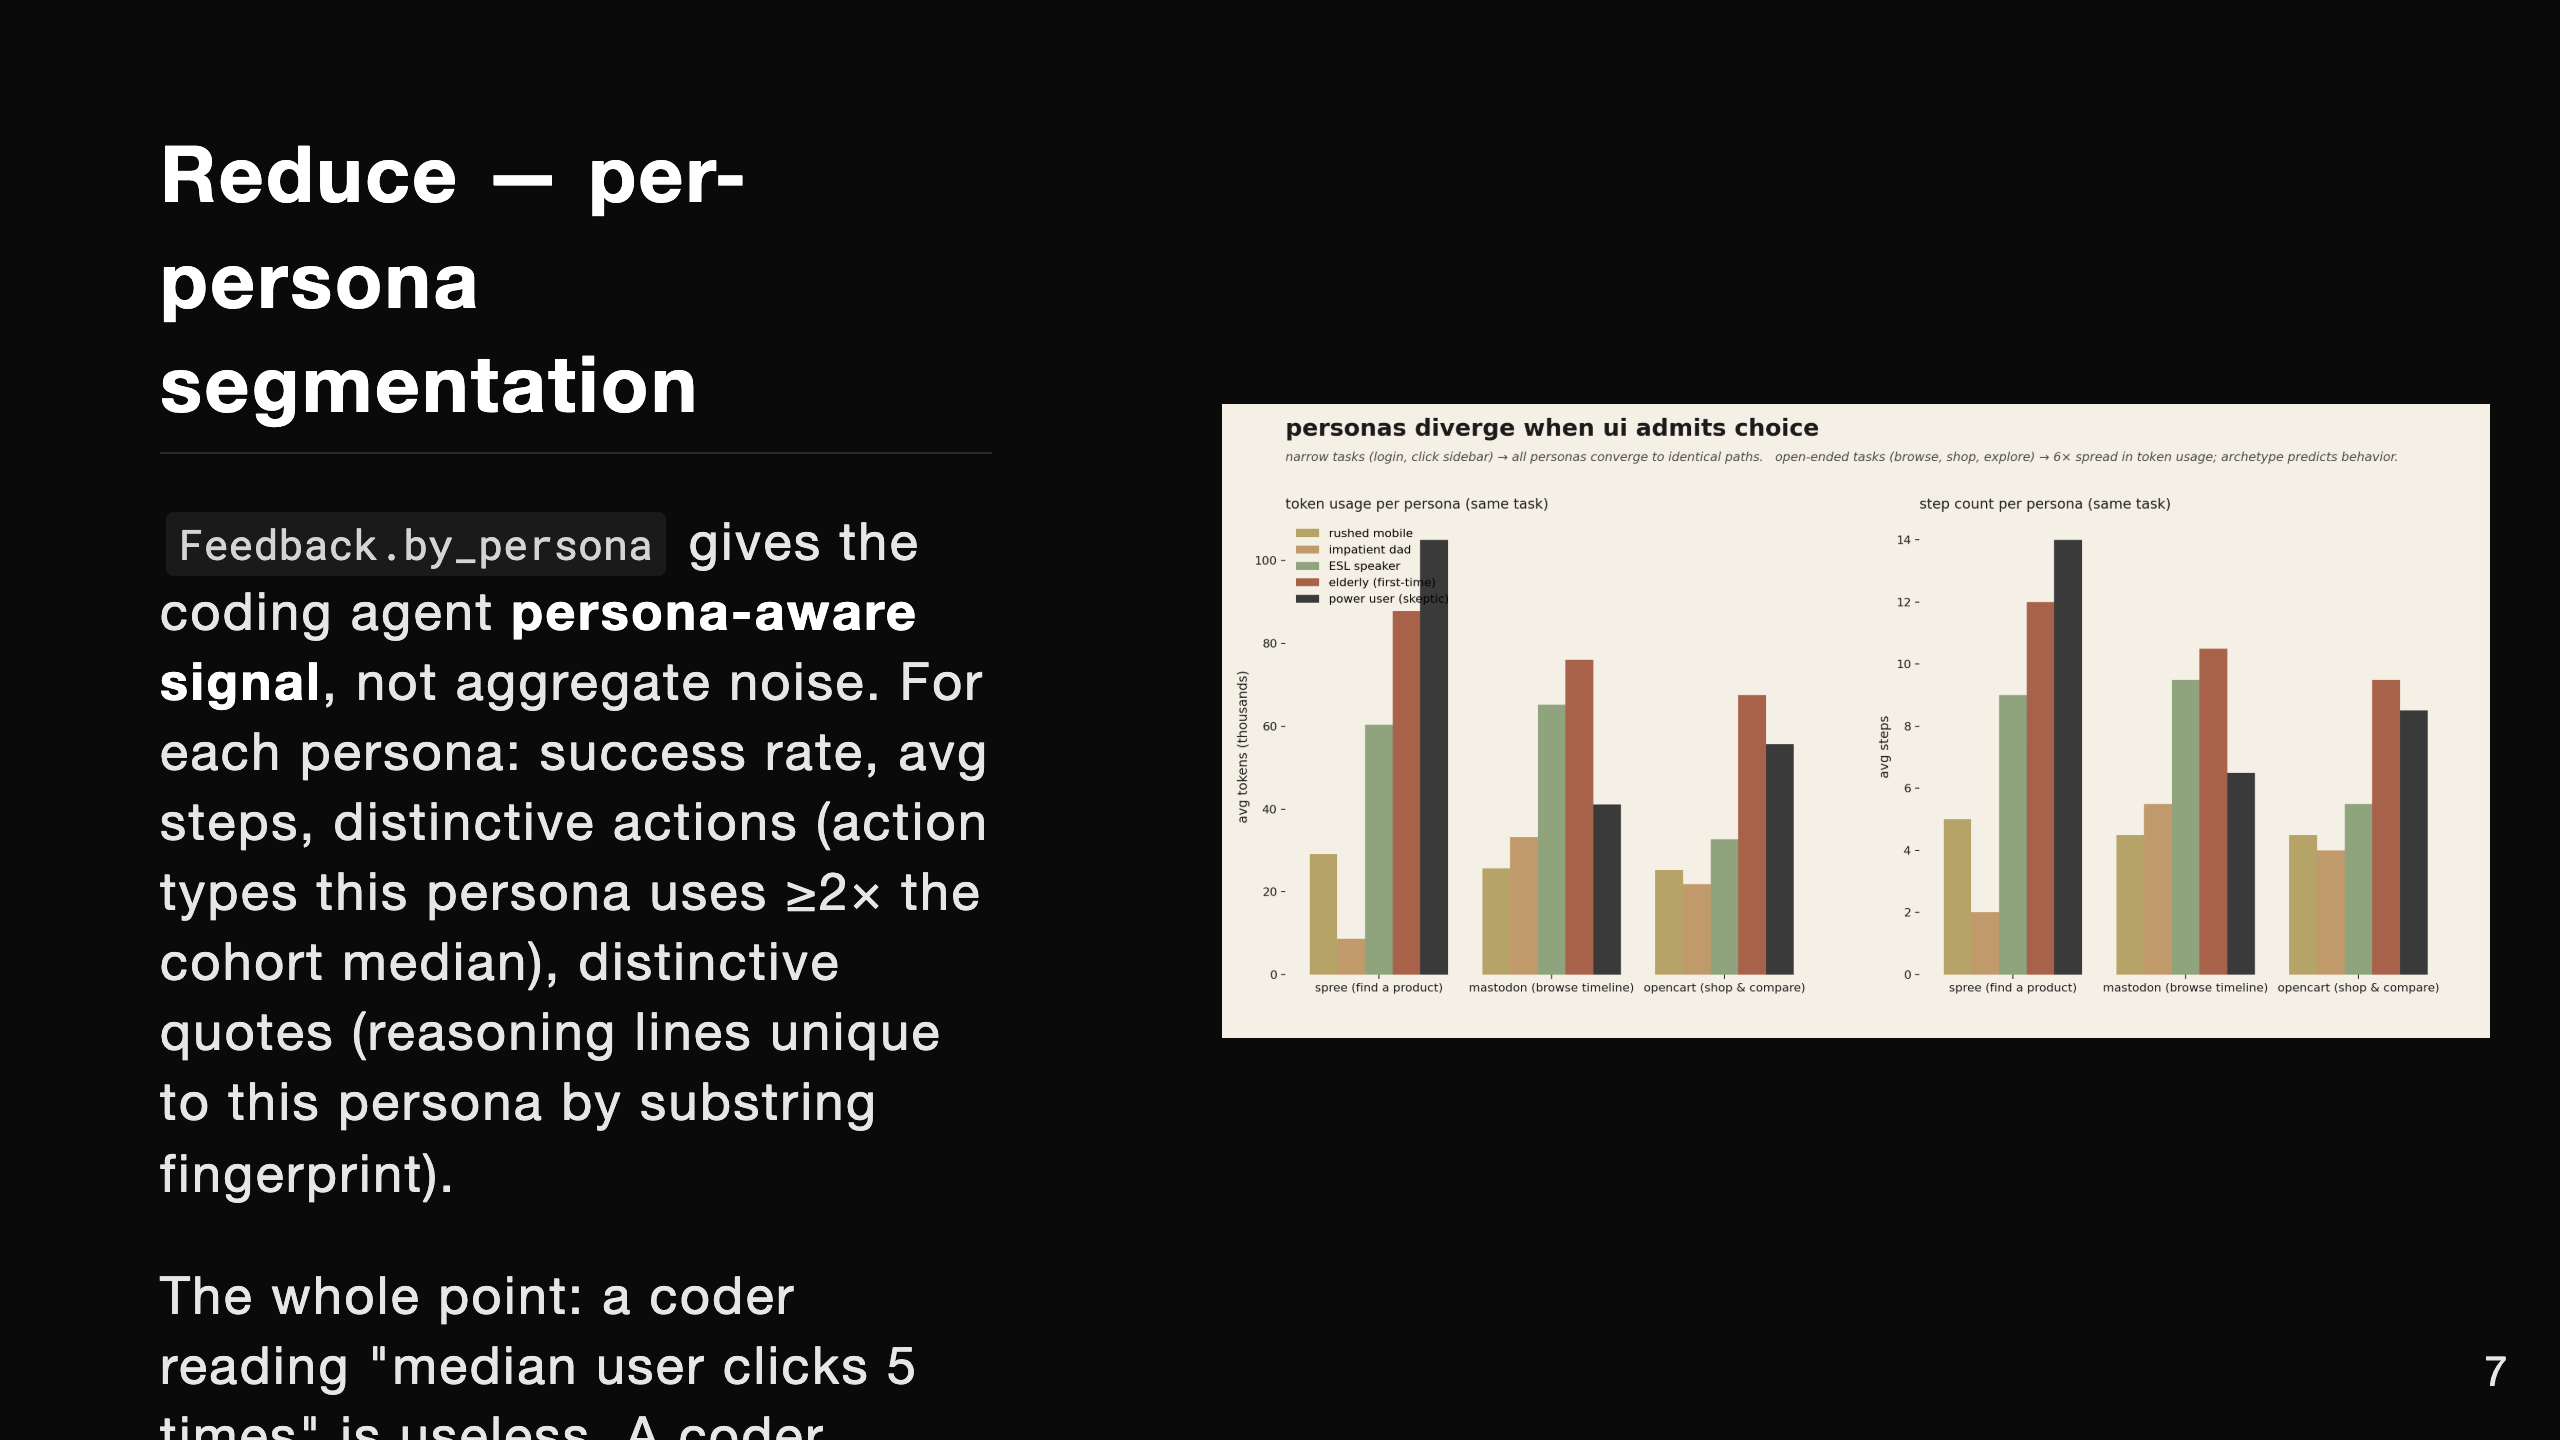 Reduce — per-
persona
segmentation
Feedback.by_persona gives the
coding agent persona-aware
signal, not aggregate noise. For
each persona: success rate, avg
steps, distinctive actions (action
types this persona uses ≥2× the
cohort median), distinctive
quotes (reasoning lines unique
to this persona by substring
fingerprint).
The whole point: a coder
reading "median user clicks 5
times" is useless. A coder
personas diverge when ui admits choice
narrow tasks (login, click sidebar) → all personas converge to identical paths. open-ended tasks (browse, shop, explore) → 6× spread in token usage; archetype predicts behavior.
token usage per persona (same task)
rushed mobile
impatient dad
ESL speaker
elderly (first-time)
power user (skeptic)
avg tokens (thousands)
100
80
60
40
20
0
spree (find a product)
mastodon (browse timeline)
opencart (shop & compare)
step count per persona (same task)
avg steps
14
12
10
8
6
4
2
0
spree (find a product)
mastodon (browse timeline)
opencart (shop & compare)
7